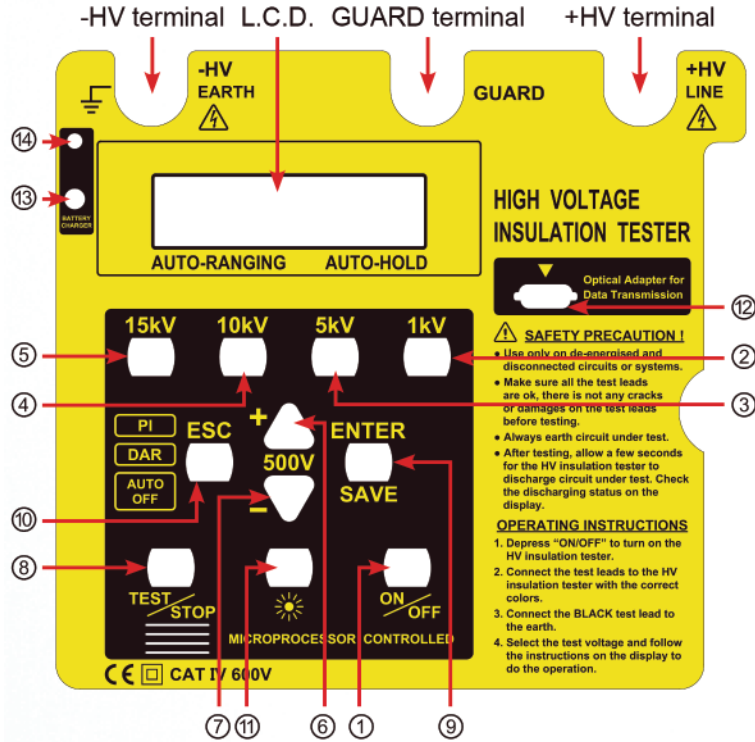 -HV terminal L.C.D. GUARD terminal +HV terminal
-HV
EARTH
GUARD
+HV
LINE
⑭
⑬
BATTERY
CHARGER
AUTO-RANGING AUTO-HOLD
HIGH VOLTAGE
INSULATION TESTER
Optical Adapter for
Data Transmission
⑫
15kV 10kV 5kV 1kV
⑤
④
②
③
PI
DAR
AUTO
OFF
ESC
+
500V
–
ENTER
SAVE
⑩
⑧
TEST
STOP
ON
OFF
MICROPROCESSOR CONTROLLED
CE CAT IV 600V
SAFETY PRECAUTION !
• Use only on de-energised and
disconnected circuits or systems.
• Make sure all the test leads
are ok, there is not any cracks
or damages on the test leads
before testing.
• Always earth circuit under test.
• After testing, allow a few seconds
for the HV insulation tester to
discharge circuit under test. Check
the discharging status on the
display.
OPERATING INSTRUCTIONS
1. Depress “ON/OFF” to turn on the
HV insulation tester.
2. Connect the test leads to the HV
insulation tester with the correct
colors.
3. Connect the BLACK test lead to
the earth.
4. Select the test voltage and follow
the instructions on the display to
do the operation.
⑦ ⑪ ⑥ ① ⑨